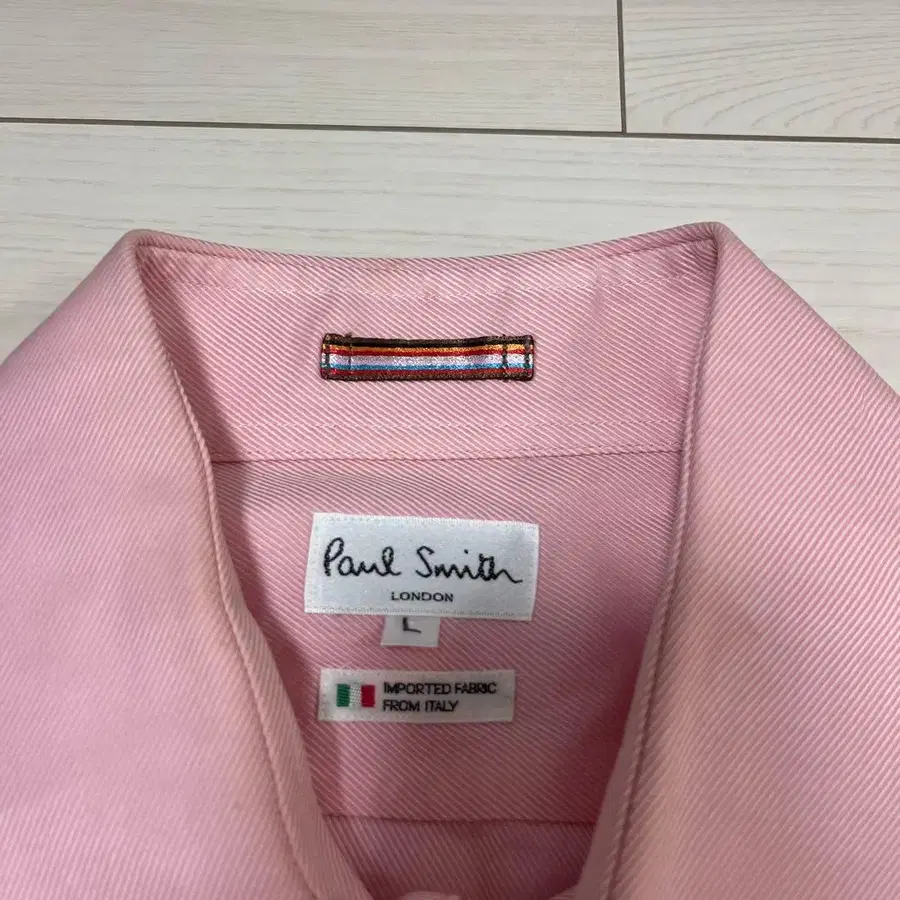 Paul Smith
LONDON
L
IMPORTED FABRIC
FROM ITALY